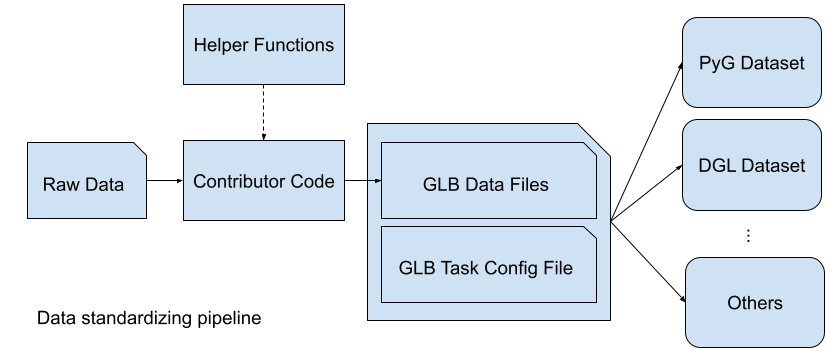 Helper Functions
Raw Data
Contributor Code
GLB Data Files
GLB Task Config File
PyG Dataset
DGL Dataset
...
Others
Data standardizing pipeline